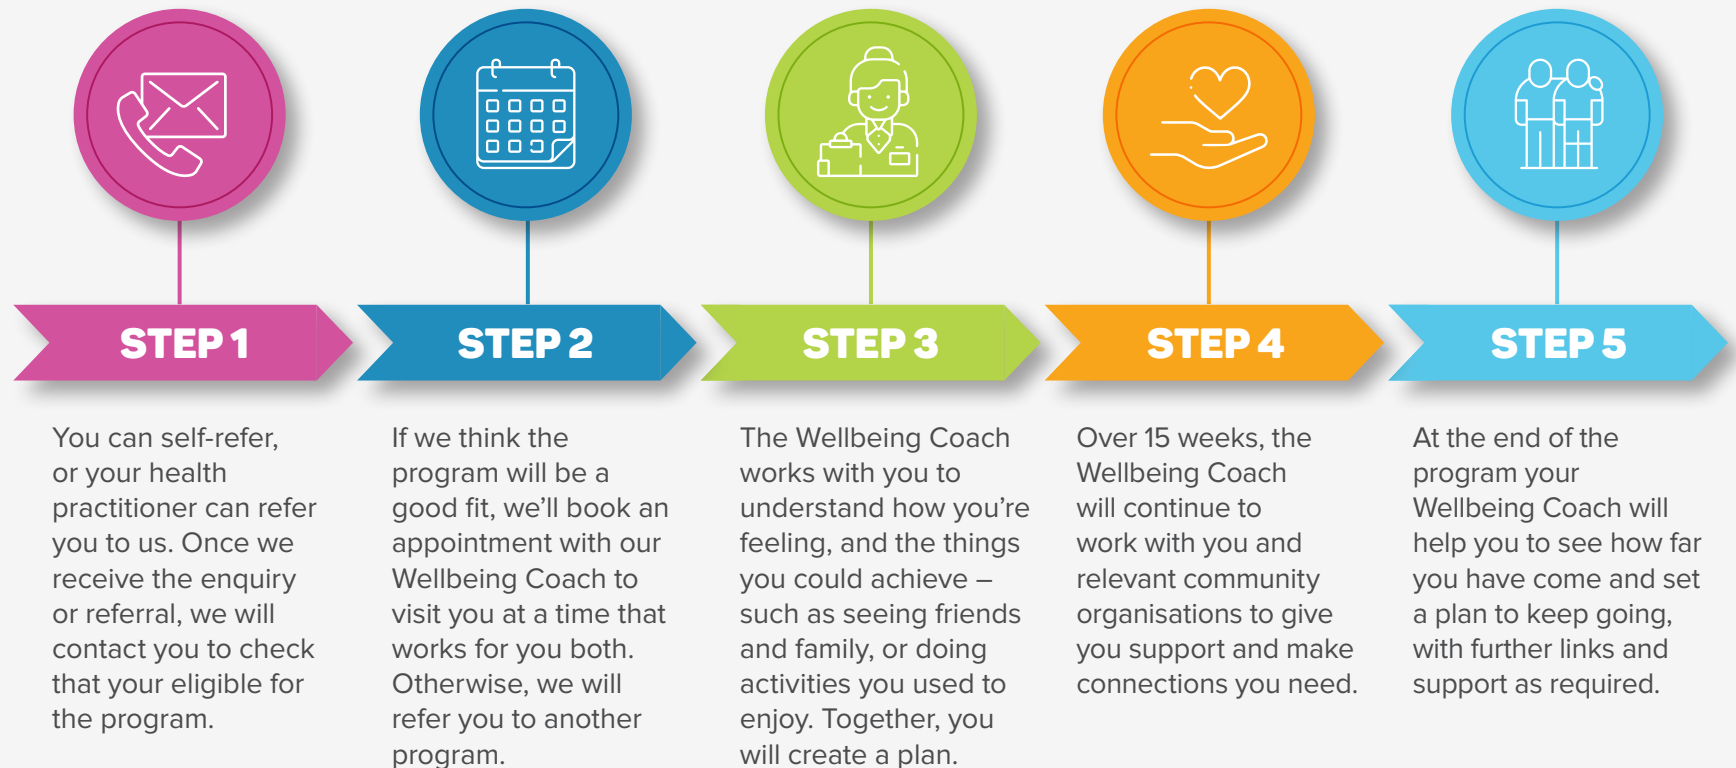 STEP 1
You can self-refer,
or your health
practitioner can refer
you to us. Once we
receive the enquiry
or referral, we will
contact you to check
that your eligible for
the program.
STEP 2
If we think the
program will be a
good fit, we’ll book an
appointment with our
Wellbeing Coach to
visit you at a time that
works for you both.
Otherwise, we will
refer you to another
program.
STEP 3
The Wellbeing Coach
works with you to
understand how you’re
feeling, and the things
you could achieve –
such as seeing friends
and family, or doing
activities you used to
enjoy. Together, you
will create a plan.
STEP 4
Over 15 weeks, the
Wellbeing Coach
will continue to
work with you and
relevant community
organisations to give
you support and make
connections you need.
STEP 5
At the end of the
program your
Wellbeing Coach will
help you to see how far
you have come and set
a plan to keep going,
with further links and
support as required.